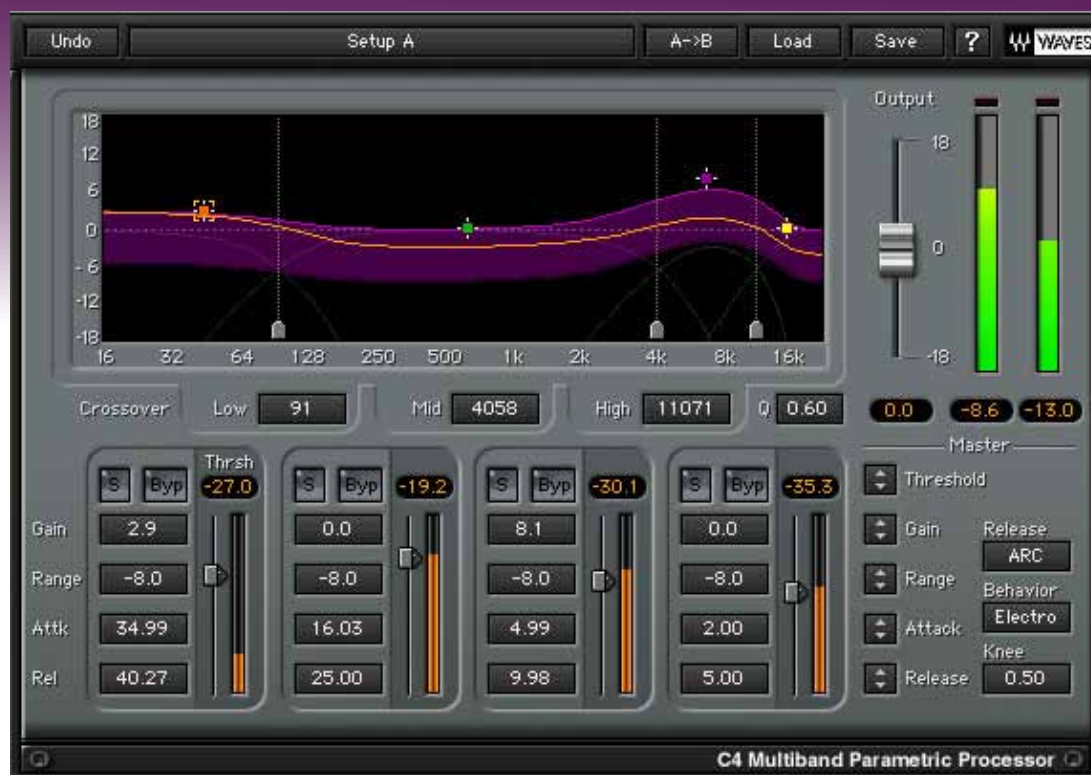 Undo Setup A A->B Load Save ? WAVES
Output
18
12
6
0
-6
-12
-18
16 32 64 128 250 500 1k 2k 4k 8k 16k
18
0
-18
Crossover Low 91 Mid 4058 High 11071 Q 0.60
0.0 -8.6 -13.0
Master
Thrsh
S Byp -27.0 S Byp -19.2 S Byp -30.1 S Byp -35.3 Threshold
Gain 2.9 0.0 8.1 0.0 Gain
Release
ARC
Range -8.0 -8.0 -8.0 -8.0 Range
Behavior
Electro
Attk 34.99 16.03 4.99 2.00 Attack
Knee
Rel 40.27 25.00 9.98 5.00 Release 0.50
C4 Multiband Parametric Processor